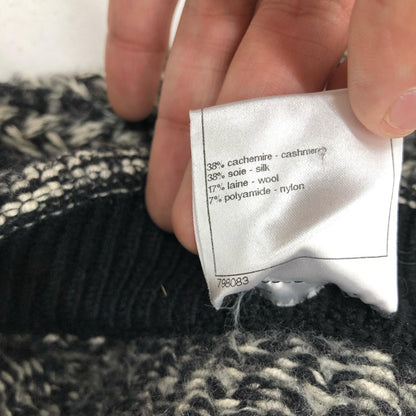 38% cachemire - cashmere
38% soie - silk
17% laine - wool
7% polyamide - nylon
798083